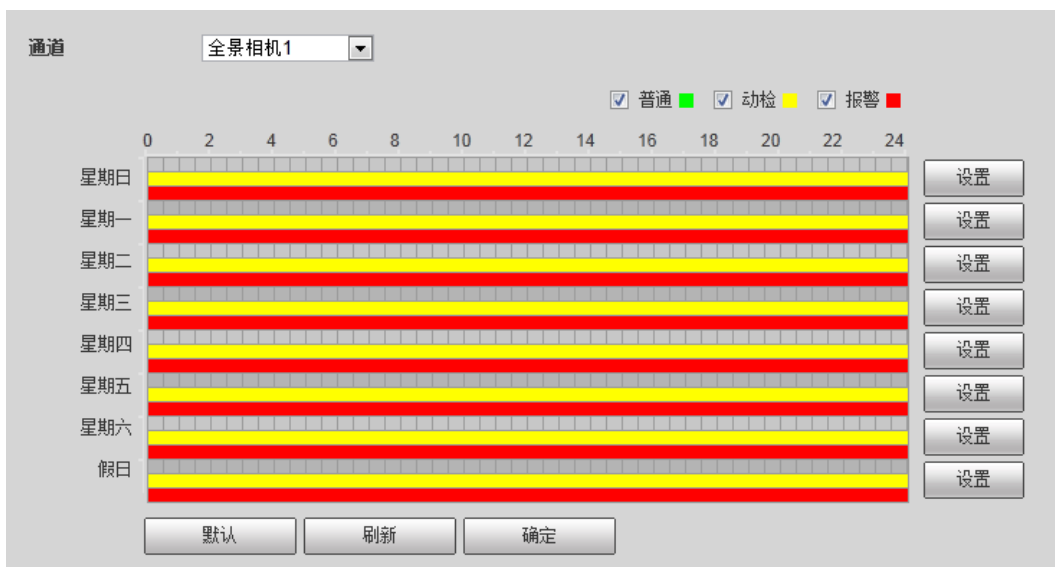 通道 全景相机1
普通 动检 报警
0 2 4 6 8 10 12 14 16 18 20 22 24
星期日 设置
星期一 设置
星期二 设置
星期三 设置
星期四 设置
星期五 设置
星期六 设置
假日 设置
默认 刷新 确定